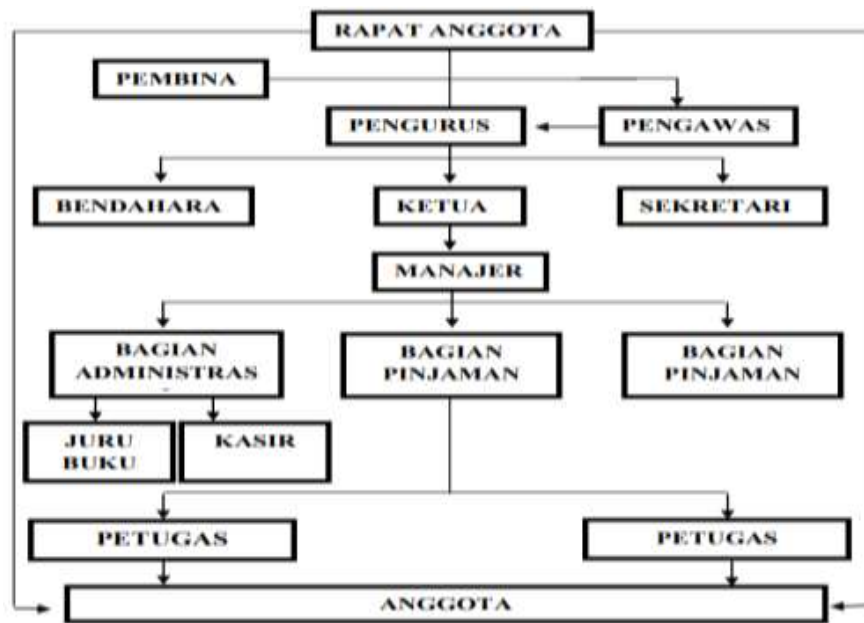 RAPAT ANGGOTA
PEMBINA
PENGURUS
PENGAWAS
BENDAHARA
KETUA
SEKRETARI
MANAJER
BAGIAN
ADMINISTRAS
BAGIAN
PINJAMAN
BAGIAN
PINJAMAN
JURU
BUKU
KASIR
PETUGAS
PETUGAS
ANGGOTA